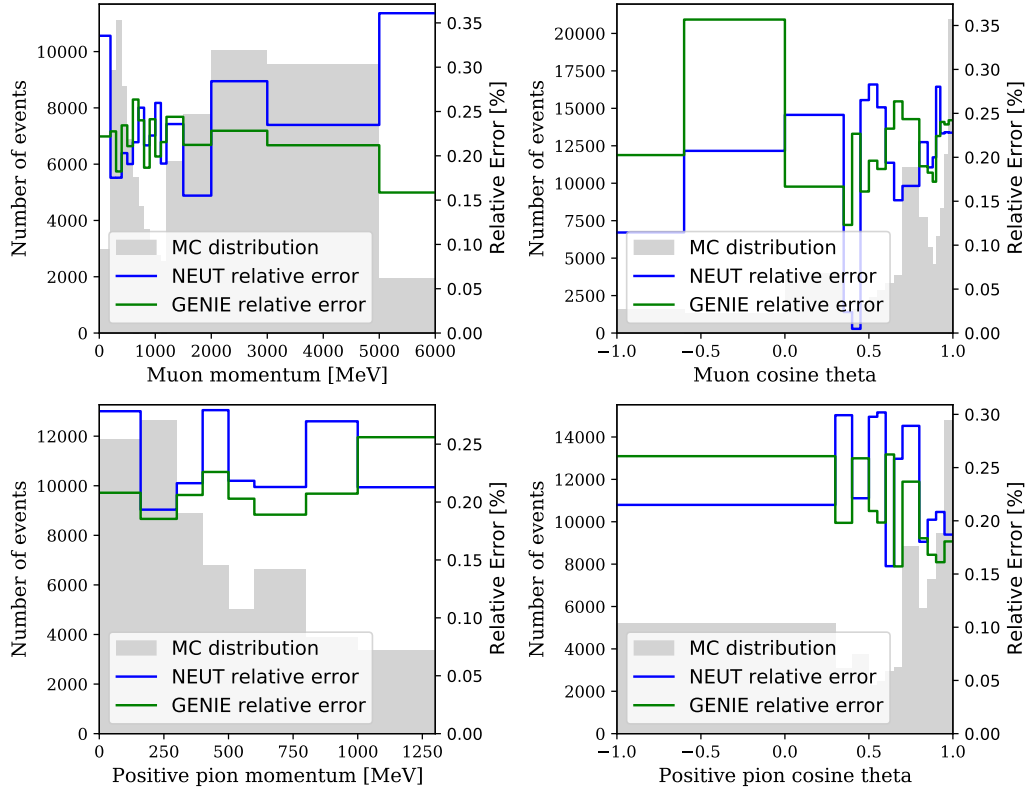 Number of events
10000
8000
6000
4000
2000
0
0.35
0.30
0.25
0.20
0.15
0.10
0.05
0.00
Relative Error [%]
MC distribution
NEUT relative error
GENIE relative error
0 1000 2000 3000 4000 5000 6000
Muon momentum [MeV]
Number of events
20000
17500
15000
12500
10000
7500
5000
2500
0
0.35
0.30
0.25
0.20
0.15
0.10
0.05
0.00
Relative Error [%]
MC distribution
NEUT relative error
GENIE relative error
−1.0 −0.5 0.0 0.5 1.0
Muon cosine theta
Number of events
12000
10000
8000
6000
4000
2000
0
0.25
0.20
0.15
0.10
0.05
0.00
Relative Error [%]
MC distribution
NEUT relative error
GENIE relative error
0 250 500 750 1000 1250
Positive pion momentum [MeV]
Number of events
14000
12000
10000
8000
6000
4000
2000
0
0.30
0.25
0.20
0.15
0.10
0.05
0.00
Relative Error [%]
MC distribution
NEUT relative error
GENIE relative error
−1.0 −0.5 0.0 0.5 1.0
Positive pion cosine theta